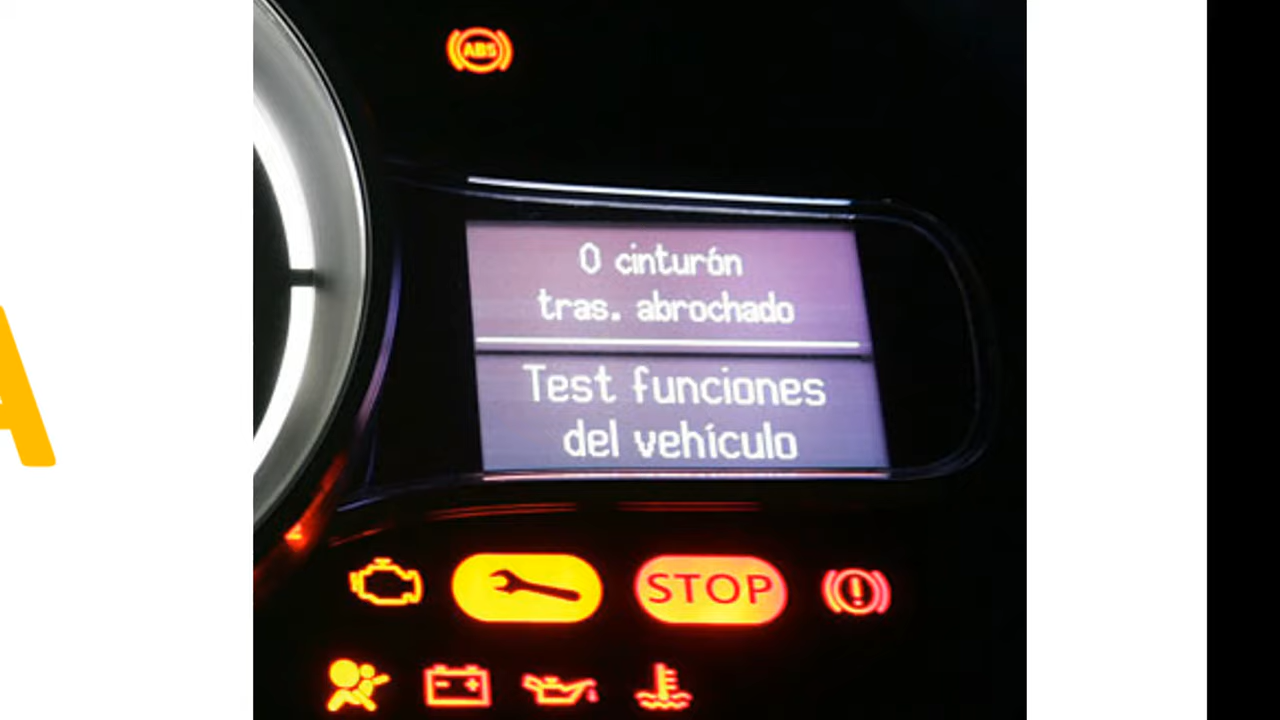 ABS
0 cinturón
tras. abrochado
Test funciones
del vehículo
STOP
A